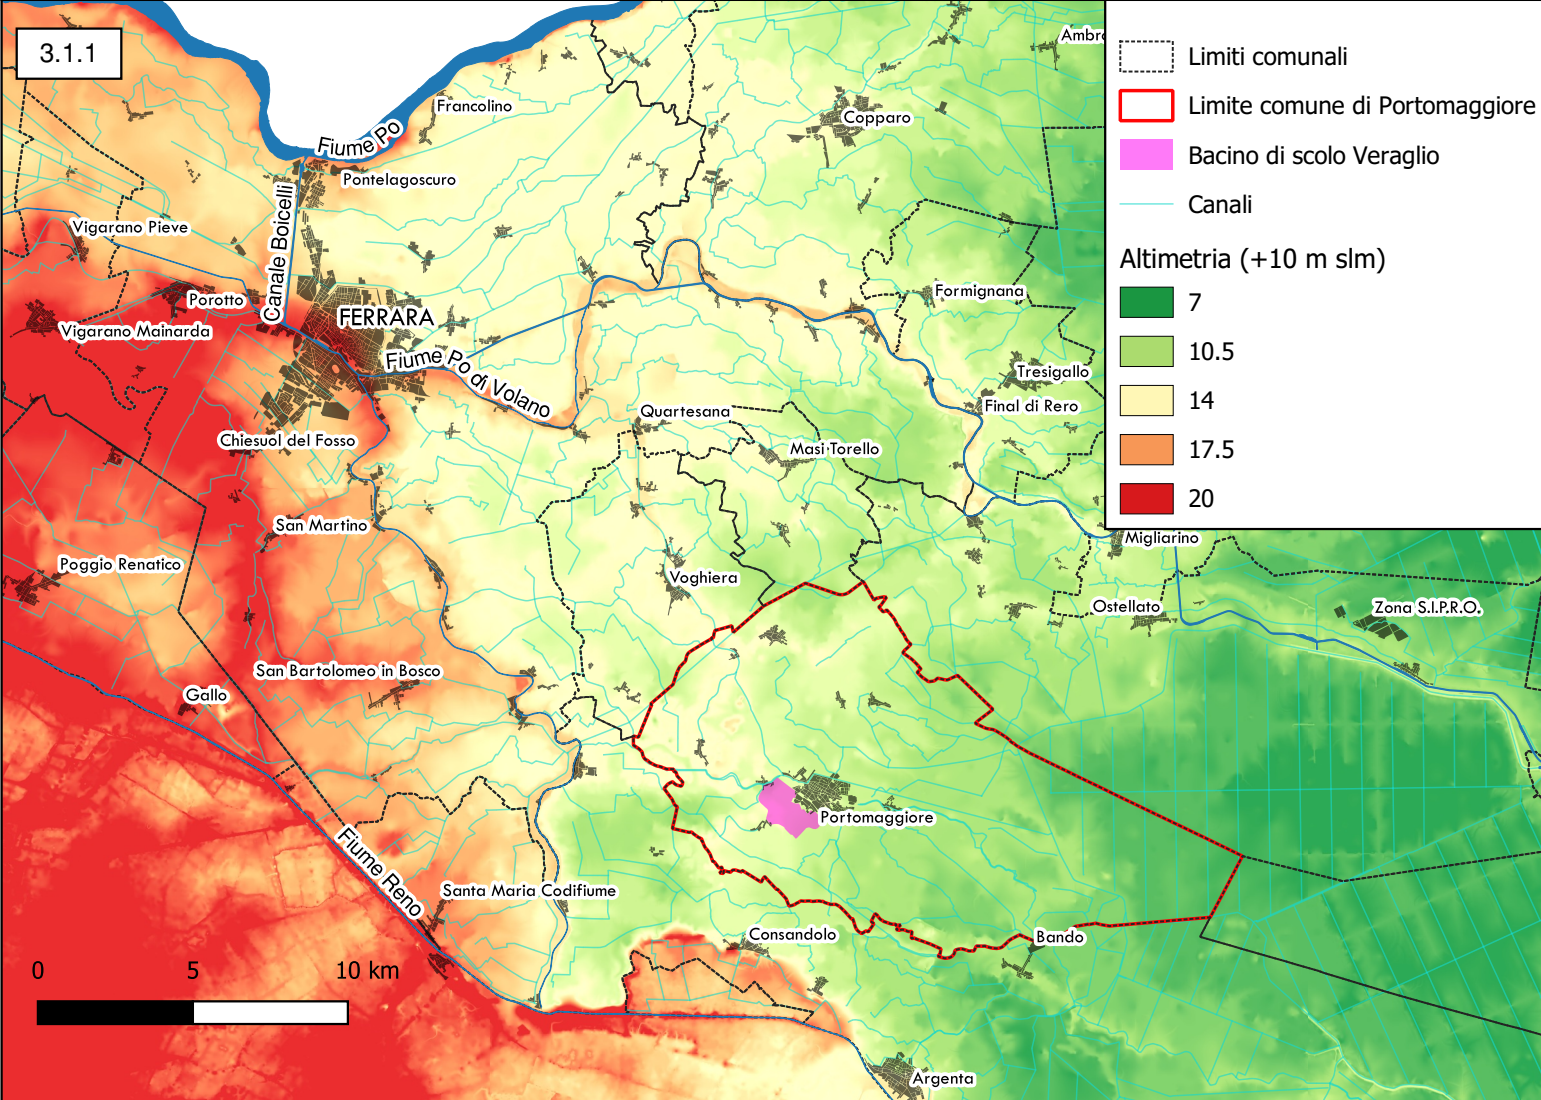 3.1.1
Francolino
Fiume Po
Pontelagoscuro
Copparo
Vigarano Pieve
Canale Boicelli
Porotto
FERRARA
Vigarano Mainarda
Fiume Po di Volano
Formignana
Tresigallo
Final di Rero
Quartesana
Masi Torello
Chiesuol del Fosso
San Martino
Poggio Renatico
Voghiera
Migliarino
Ostellato
Zona S.I.P.R.O.
San Bartolomeo in Bosco
Gallo
Portomaggiore
Fiume Reno
Santa Maria Codifiume
Consandolo
Bando
Argenta
0 5 10 km
Limiti comunali
Limite comune di Portomaggiore
Bacino di scolo Veraglio
Canali
Altimetria (+10 m slm)
7
10.5
14
17.5
20